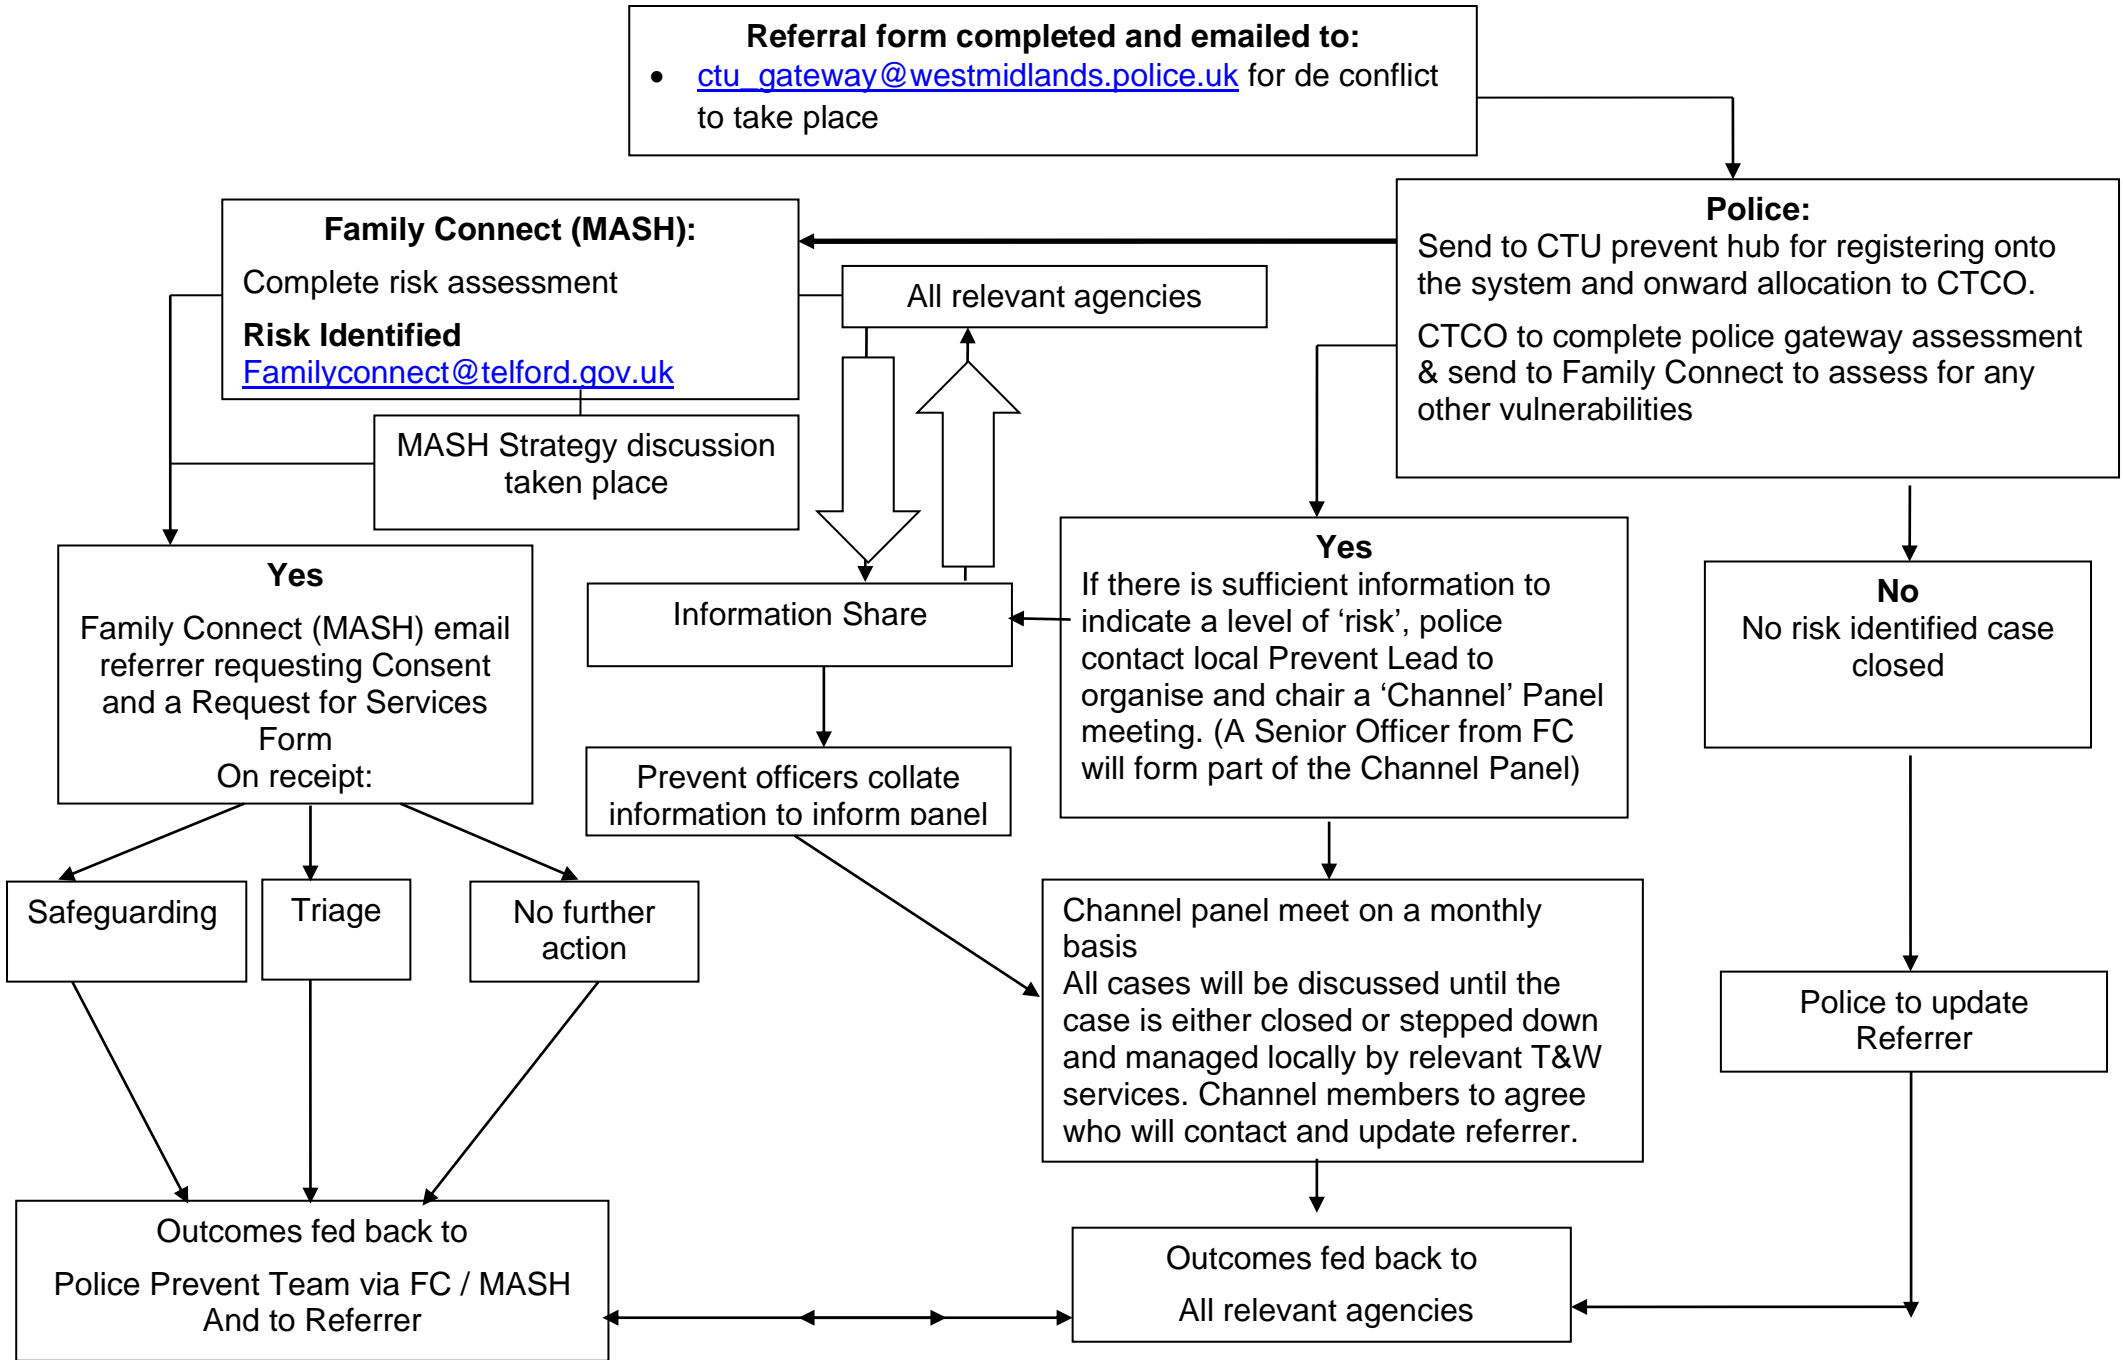 Referral form completed and emailed to:
• ctu_gateway@westmidlands.police.uk for de conflict
to take place
Police:
Send to CTU prevent hub for registering onto
the system and onward allocation to CTCO.
CTCO to complete police gateway assessment
& send to Family Connect to assess for any
other vulnerabilities
Family Connect (MASH):
Complete risk assessment
Risk Identified
Familyconnect@telford.gov.uk
All relevant agencies
MASH Strategy discussion
taken place
Yes
Family Connect (MASH) email
referrer requesting Consent
and a Request for Services
Form
On receipt:
Information Share
Yes
If there is sufficient information to
indicate a level of ‘risk’, police
contact local Prevent Lead to
organise and chair a ‘Channel’ Panel
meeting. (A Senior Officer from FC
will form part of the Channel Panel)
No
No risk identified case
closed
Prevent officers collate
information to inform panel
Safeguarding
Triage
No further
action
Channel panel meet on a monthly
basis
All cases will be discussed until the
case is either closed or stepped down
and managed locally by relevant T&W
services. Channel members to agree
who will contact and update referrer.
Police to update
Referrer
Outcomes fed back to
Police Prevent Team via FC / MASH
And to Referrer
Outcomes fed back to
All relevant agencies